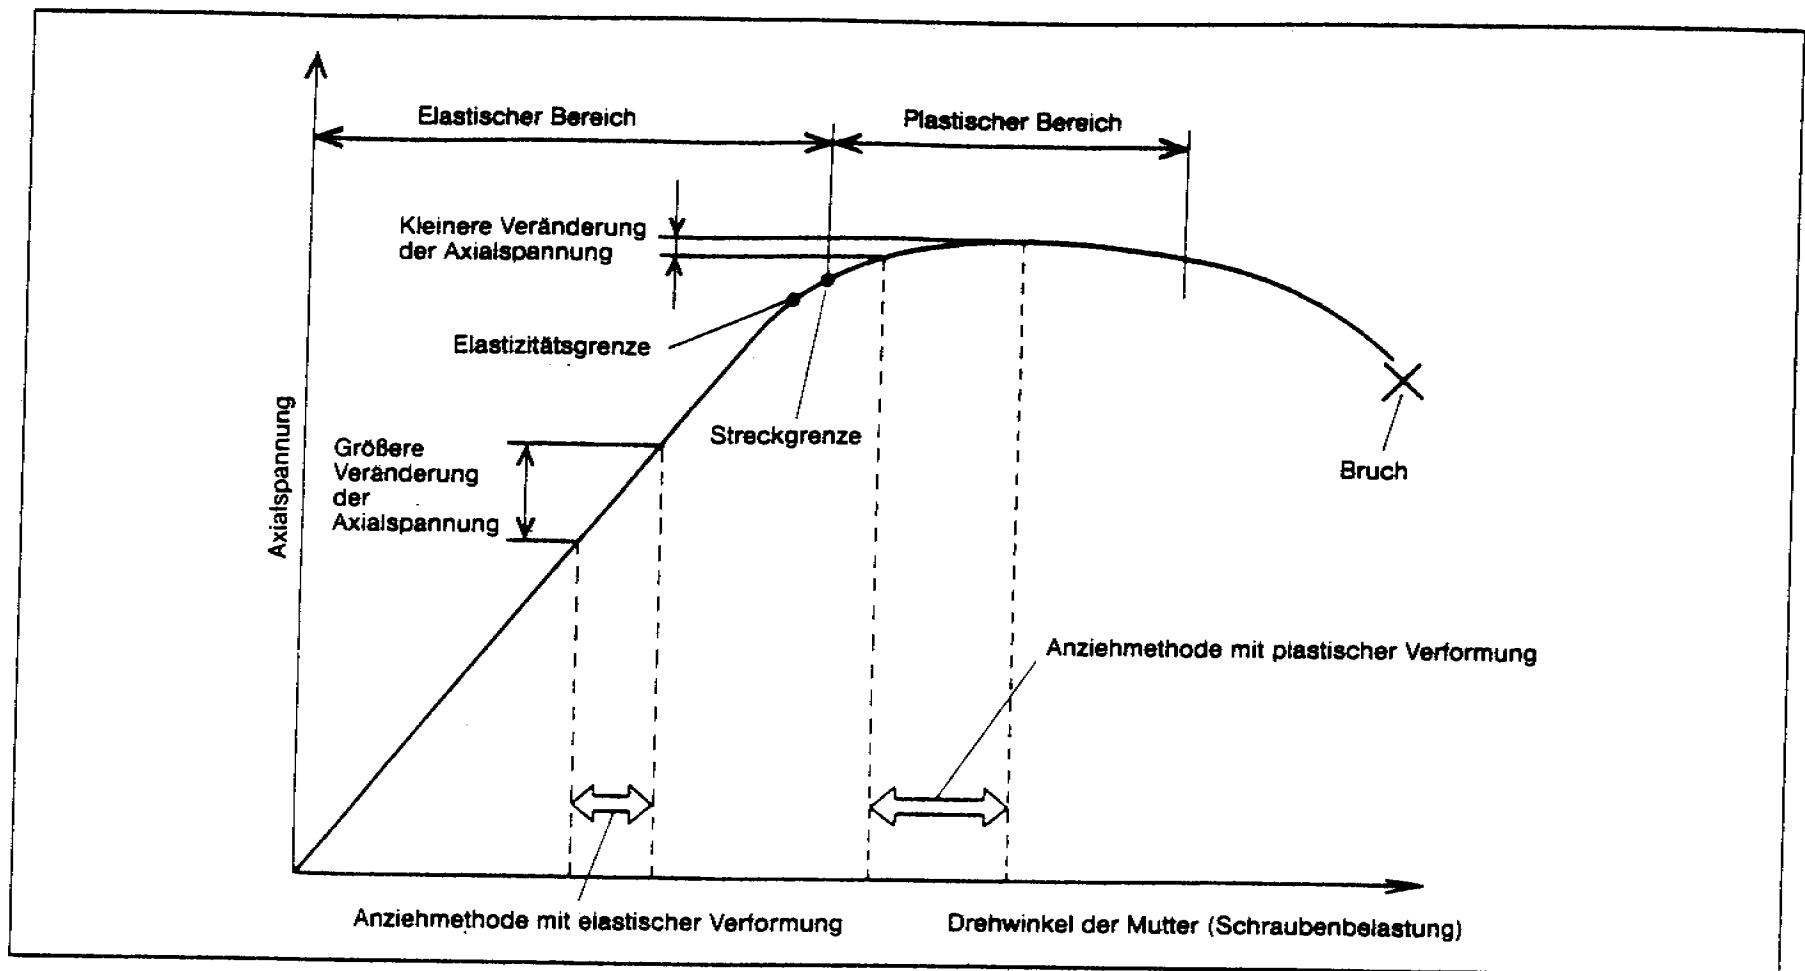 Elastischer Bereich
Plastischer Bereich
Kleinere Veränderung
der Axialspannung
Elastizitätsgrenze
Streckgrenze
Größere
Veränderung
der
Axialspannung
Axialspannung
Bruch
Anziehmethode mit plastischer Verformung
Anziehmethode mit elastischer Verformung
Drehwinkel der Mutter (Schraubenbelastung)